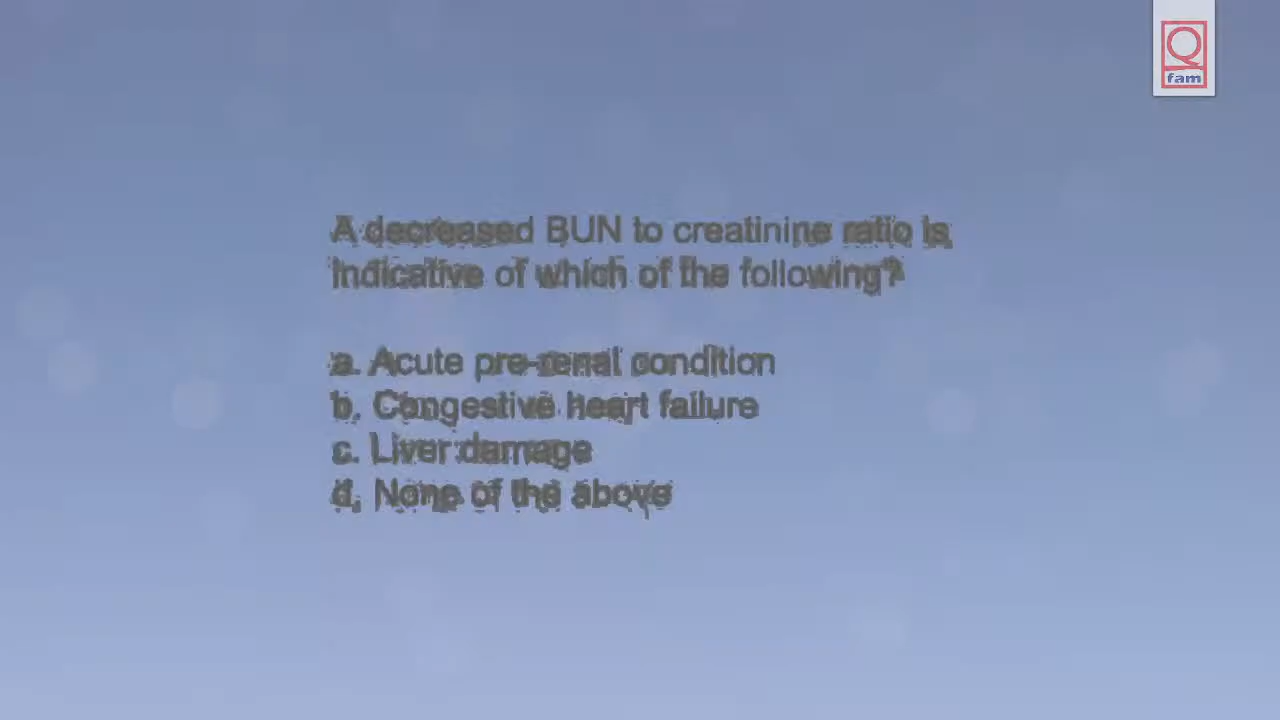 Q
fam
A decreased BUN to creatinine ratio is
indicative of which of the following?
a. Acute pre-renal condition
b. Congestive heart failure
c. Liver damage
d. None of the above